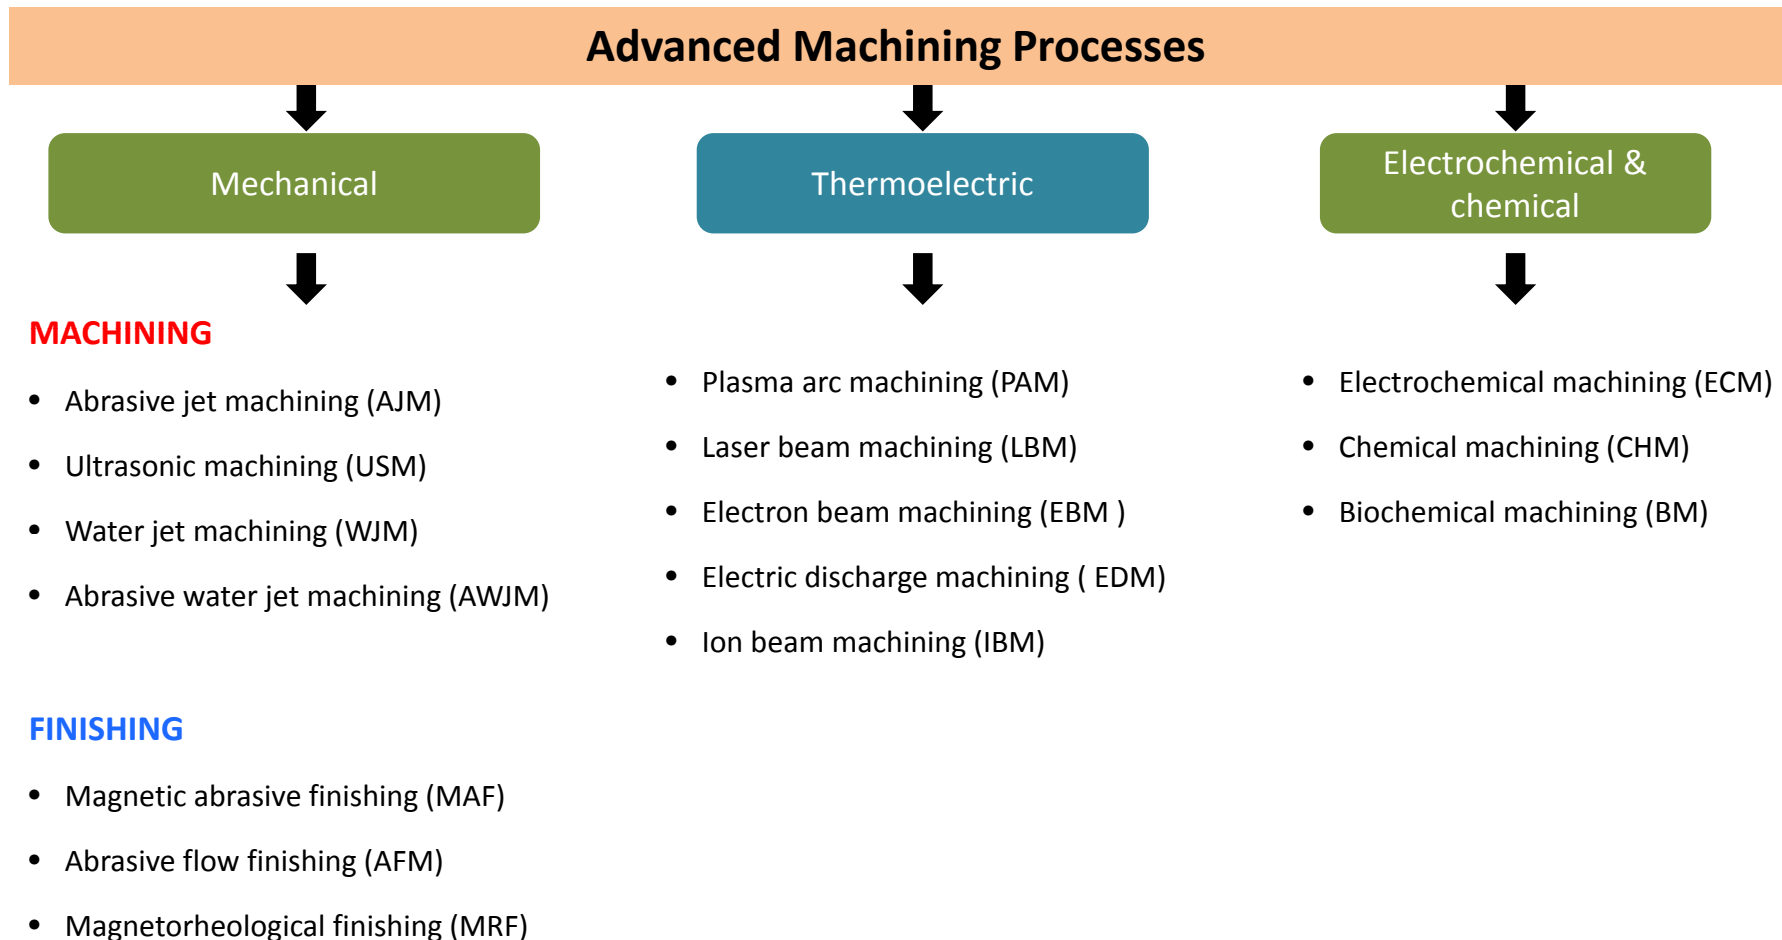 Advanced Machining Processes
Mechanical
Thermoelectric
Electrochemical &
chemical
MACHINING
• Abrasive jet machining (AJM)
• Ultrasonic machining (USM)
• Water jet machining (WJM)
• Abrasive water jet machining (AWJM)
FINISHING
• Magnetic abrasive finishing (MAF)
• Abrasive flow finishing (AFM)
• Magnetorheological finishing (MRF)
• Plasma arc machining (PAM)
• Laser beam machining (LBM)
• Electron beam machining (EBM )
• Electric discharge machining ( EDM)
• Ion beam machining (IBM)
• Electrochemical machining (ECM)
• Chemical machining (CHM)
• Biochemical machining (BM)